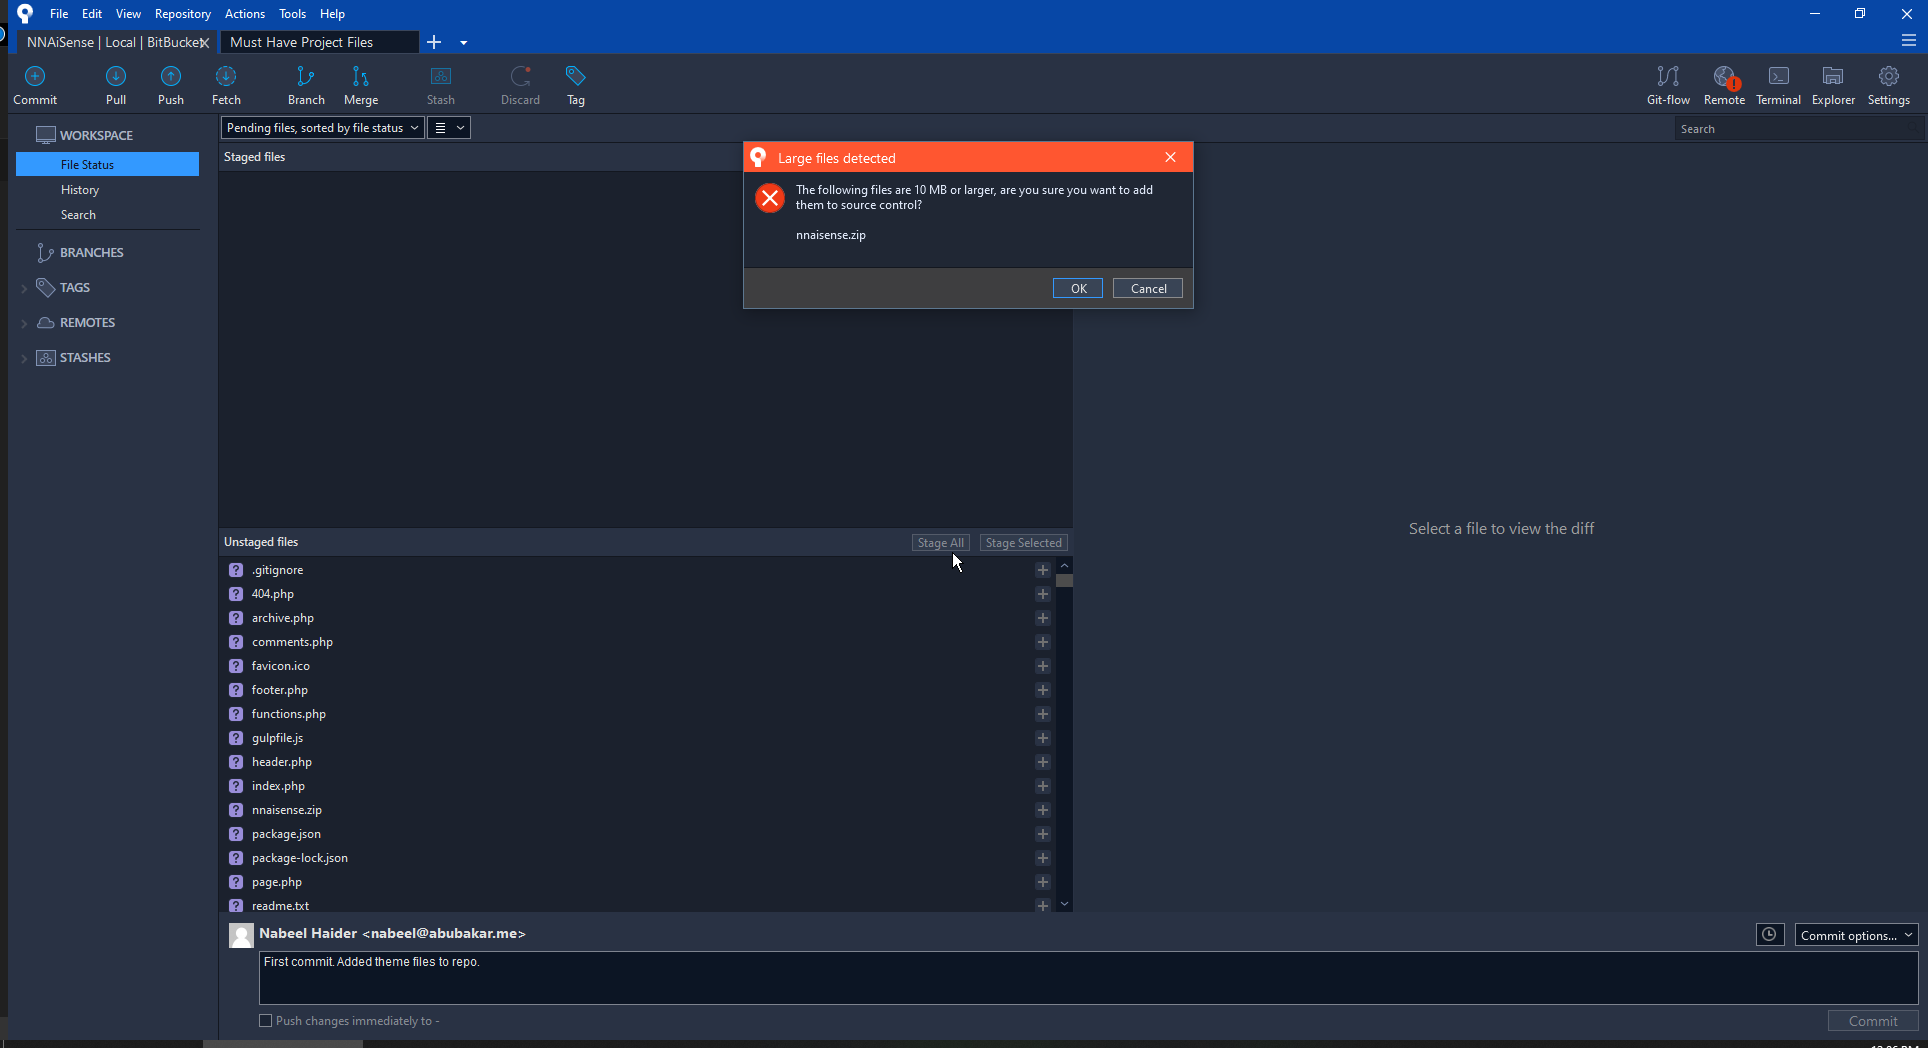 File Edit View Repository Actions Tools Help
NNAiSense | Local | BitBucket
Must Have Project Files
Commit Pull Push Fetch Branch Merge Stash Discard Tag Git-flow Remote Terminal Explorer Settings
WORKSPACE
File Status
History
Search
BRANCHES
TAGS
REMOTES
STASHES
Pending files, sorted by file status
Search
Staged files
Large files detected
The following files are 10 MB or larger, are you sure you want to add
them to source control?
nnaisense.zip
OK Cancel
Select a file to view the diff
Unstaged files
Stage All Stage Selected
.gitignore
404.php
archive.php
comments.php
favicon.ico
footer.php
functions.php
gulpfile.js
header.php
index.php
nnaisense.zip
package.json
package-lock.json
page.php
readme.txt
Nabeel Haider <nabeel@abubakar.me>
Commit options...
First commit. Added theme files to repo.
Push changes immediately to -
Commit